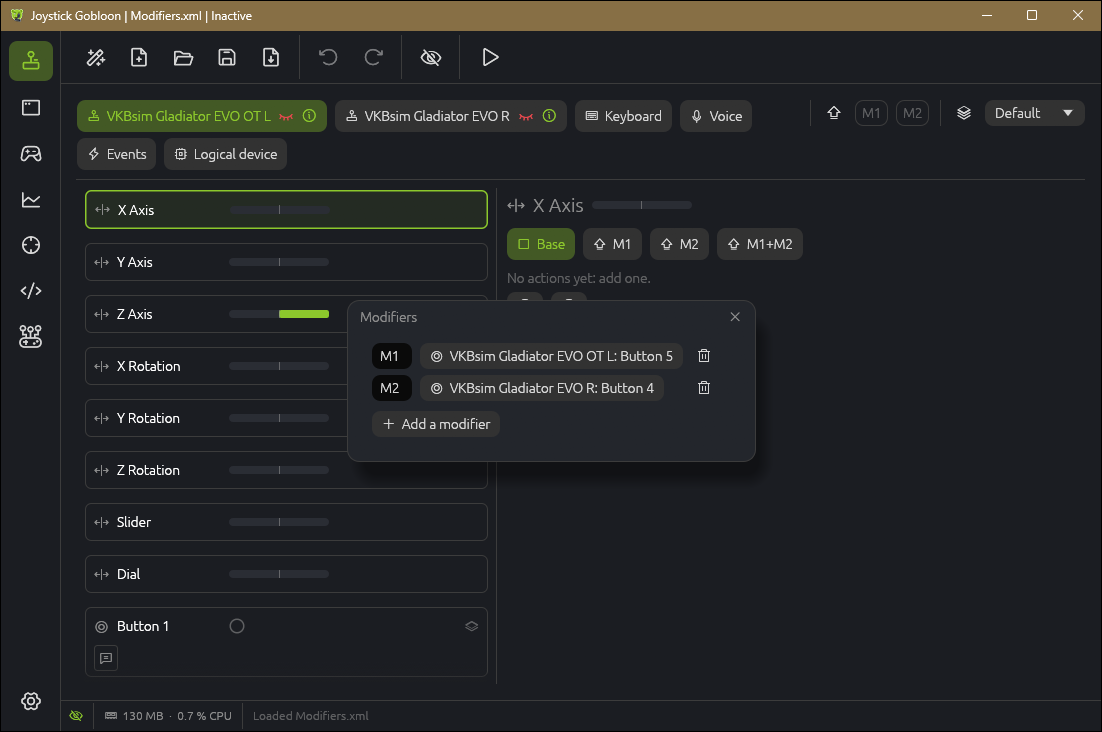 Joystick Gobloon | Modifiers.xml | Inactive
VKBsim Gladiator EVO OT L
VKBsim Gladiator EVO R
Keyboard
Voice
M1
M2
Default
Events
Logical device
X Axis
Y Axis
Z Axis
X Rotation
Y Rotation
Z Rotation
Slider
Dial
Button 1
X Axis
Base
M1
M2
M1+M2
No actions yet: add one.
Modifiers
M1
VKBsim Gladiator EVO OT L: Button 5
M2
VKBsim Gladiator EVO R: Button 4
Add a modifier
130 MB · 0.7 % CPU
Loaded Modifiers.xml